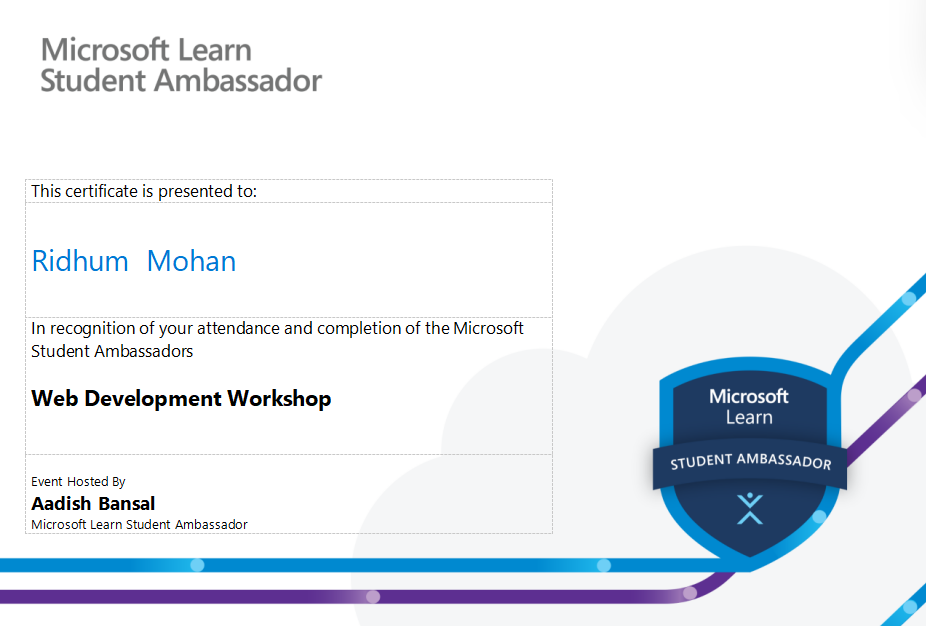 Microsoft Learn
Student Ambassador
This certificate is presented to:
Ridhum Mohan
In recognition of your attendance and completion of the Microsoft
Student Ambassadors
Web Development Workshop
Event Hosted By
Aadish Bansal
Microsoft Learn Student Ambassador
Microsoft
Learn
STUDENT AMBASSADOR